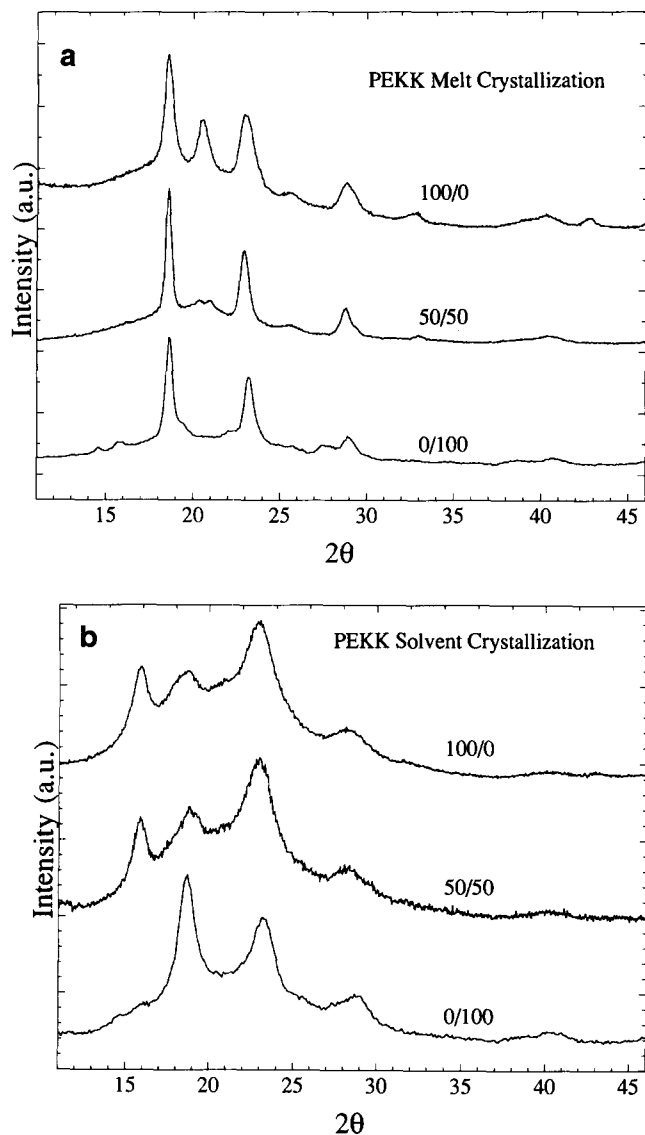 a
PEKK Melt Crystallization
100/0
50/50
0/100
Intensity (a.u.)
15 20 25 30 35 40 45
2θ
b
PEKK Solvent Crystallization
100/0
50/50
0/100
Intensity (a.u.)
15 20 25 30 35 40 45
2θ